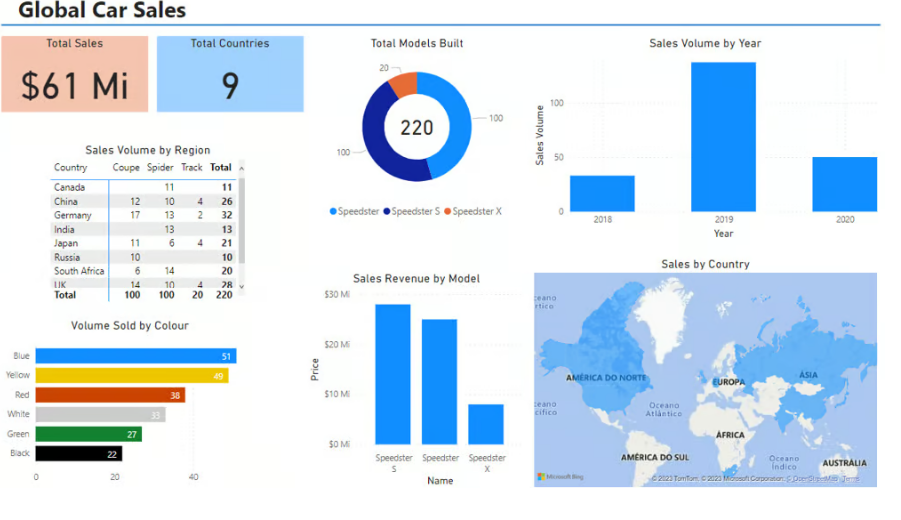 Global Car Sales
Total Sales
$61 Mi
Total Countries
9
Total Models Built
20
100
100
220
Speedster Speedster S Speedster X
Sales Volume by Year
Sales Volume
100
50
0
2018 2019 2020
Year
Sales Volume by Region
Country Coupe Spider Track Total
Canada 11 11
China 12 10 4 26
Germany 17 13 2 32
India 13 13
Japan 11 6 4 21
Russia 10 10
South Africa 6 14 20
UK 14 10 4 28
Total 100 100 20 220
Volume Sold by Colour
Blue 51
Yellow 49
Red 38
White 33
Green 27
Black 22
0 20 40
Sales Revenue by Model
Price
$30 Mi
$20 Mi
$10 Mi
$0 Mi
Speedster S
Speedster
Speedster X
Name
Sales by Country
ceano
rtico
AMÉRICA DO NORTE
EUROPA
ÁSIA
ceano
cífico
Oceano
Atlântico
ÁFRICA
AMÉRICA DO SUL
Oceano
Índico
AUSTRÁLIA
Microsoft Bing
© 2023 TomTom, © 2023 Microsoft Corporation, © OpenStreetMap Terms